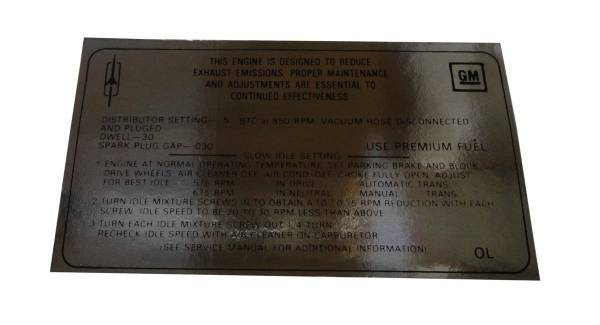 THIS ENGINE IS DESIGNED TO REDUCE
EXHAUST EMISSIONS. PROPER MAINTENANCE
AND ADJUSTMENTS ARE ESSENTIAL TO
CONTINUED EFFECTIVENESS
GM
DISTRIBUTOR SETTING— 5 BTC at 850 RPM. VACUUM HOSE DISCONNECTED
AND PLUGED
DWELL—30
SPARK PLUG GAP—.030 USE PREMIUM FUEL
SLOW IDLE SETTING
1 ENGINE AT NORMAL OPERATING TEMPERATURE, SET PARKING BRAKE AND BLOCK
DRIVE WHEELS. AIR CLEANER OFF, AIR COND. OFF, CHOKE FULLY OPEN. ADJUST
FOR BEST IDLE 575 RPM IN DRIVE AUTOMATIC TRANS.
675 RPM IN NEUTRAL MANUAL TRANS.
2 TURN IDLE MIXTURE SCREWS IN TO OBTAIN A 10 TO 15 RPM REDUCTION WITH EACH
SCREW. IDLE SPEED TO BE 20 TO 30 RPM LESS THAN ABOVE
3 TURN EACH IDLE MIXTURE SCREW OUT 1/4 TURN
RECHECK IDLE SPEED WITH AIR CLEANER ON CARBURETOR
(SEE SERVICE MANUAL FOR ADDITIONAL INFORMATION) OL